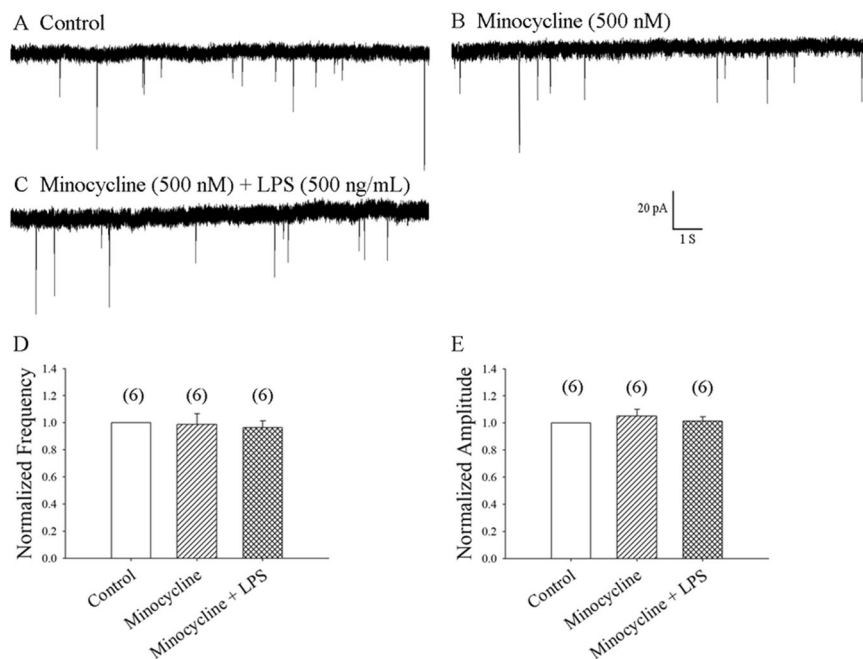 A Control
B Minocycline (500 nM)
C Minocycline (500 nM) + LPS (500 ng/mL)
20 pA
1 S
D
Normalized Frequency
1.4
1.2
1.0
0.8
0.6
0.4
0.2
0.0
(6) (6) (6)
Control
Minocycline
Minocycline + LPS
E
Normalized Amplitude
1.4
1.2
1.0
0.8
0.6
0.4
0.2
0.0
(6) (6) (6)
Control
Minocycline
Minocycline + LPS